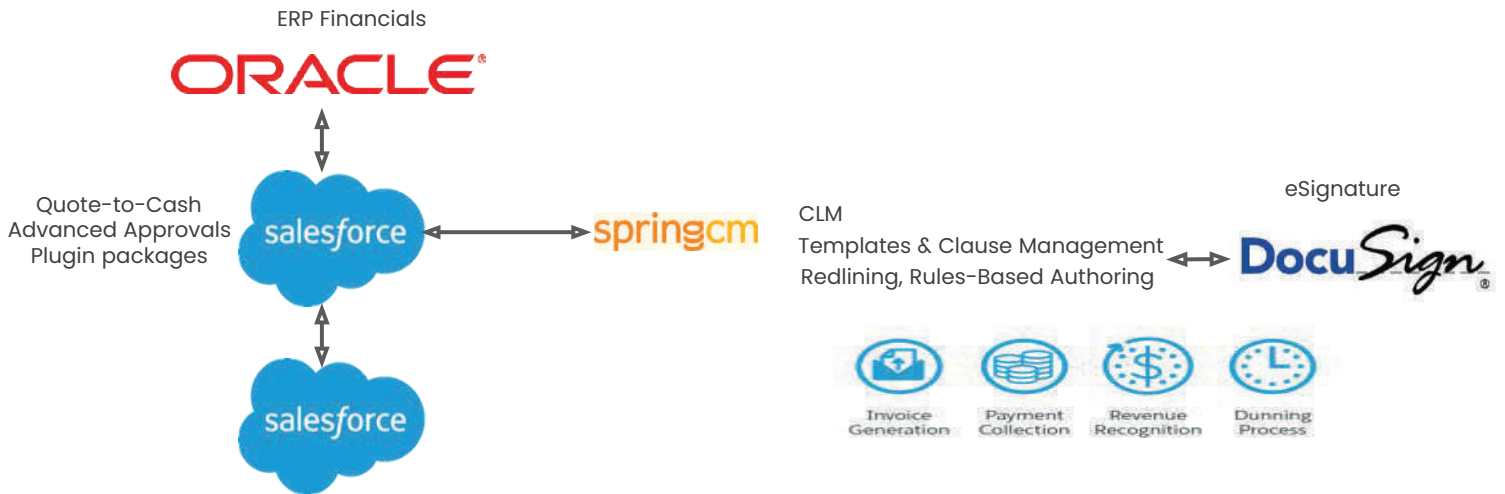 ERP Financials
ORACLE®
Quote-to-Cash
Advanced Approvals
Plugin packages
salesforce
springcm
CLM
Templates & Clause Management
Redlining, Rules-Based Authoring
eSignature
DocuSign®
salesforce
Invoice
Generation
Payment
Collection
Revenue
Recognition
Dunning
Process